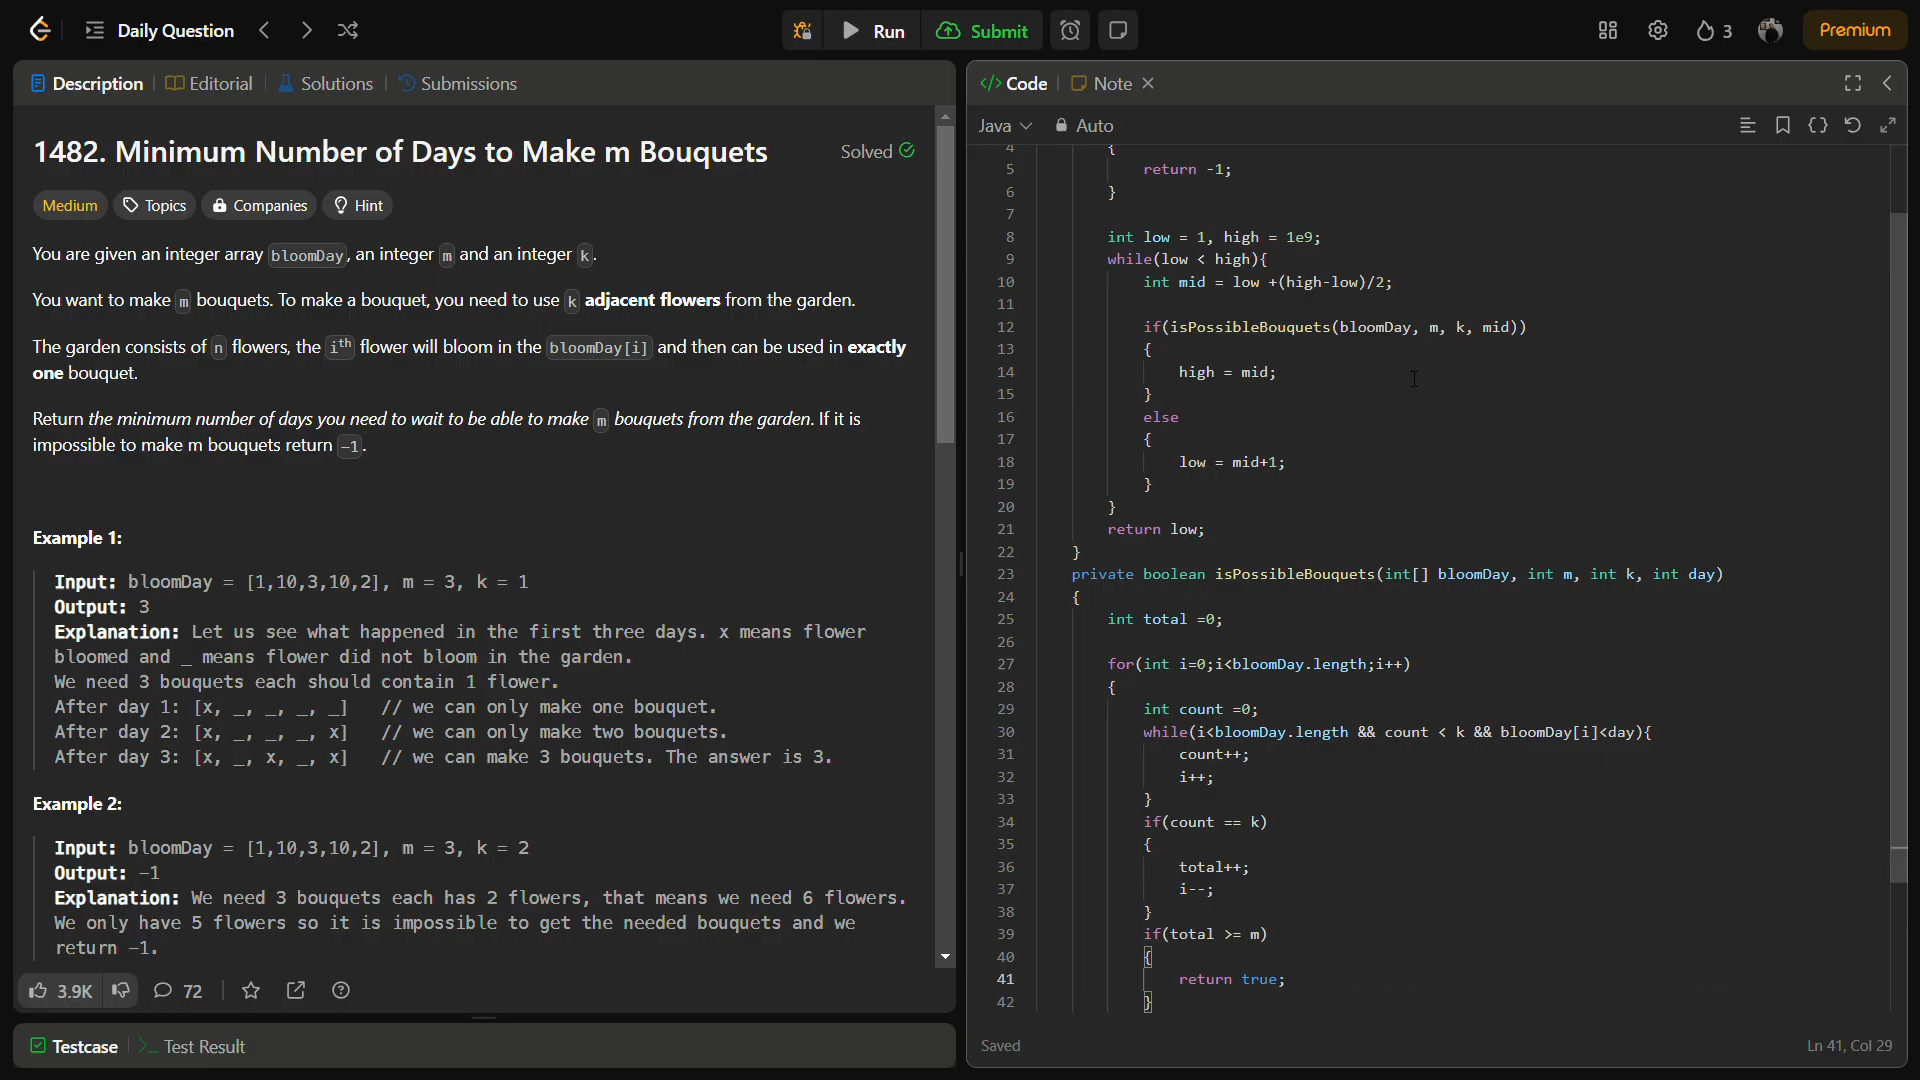 Daily Question
Run
Submit
3
Premium
Description
Editorial
Solutions
Submissions
1482. Minimum Number of Days to Make m Bouquets
Solved
Medium
Topics
Companies
Hint
You are given an integer array bloomDay, an integer m and an integer k.
You want to make m bouquets. To make a bouquet, you need to use k adjacent flowers from the garden.
The garden consists of n flowers, the ith flower will bloom in the bloomDay[i] and then can be used in exactly
one bouquet.
Return the minimum number of days you need to wait to be able to make m bouquets from the garden. If it is
impossible to make m bouquets return -1.
Example 1:
Input: bloomDay = [1,10,3,10,2], m = 3, k = 1
Output: 3
Explanation: Let us see what happened in the first three days. x means flower
bloomed and _ means flower did not bloom in the garden.
We need 3 bouquets each should contain 1 flower.
After day 1: [x, _, _, _, _]   // we can only make one bouquet.
After day 2: [x, _, _, _, x]   // we can only make two bouquets.
After day 3: [x, _, x, _, x]   // we can make 3 bouquets. The answer is 3.
Example 2:
Input: bloomDay = [1,10,3,10,2], m = 3, k = 2
Output: -1
Explanation: We need 3 bouquets each has 2 flowers, that means we need 6 flowers.
We only have 5 flowers so it is impossible to get the needed bouquets and we
return -1.
3.9K
72
Testcase
Test Result
</> Code
Note
Java
Auto
4 {
5 return -1;
6 }
7
8 int low = 1, high = 1e9;
9 while(low < high){
10 int mid = low +(high-low)/2;
11
12 if(isPossibleBouquets(bloomDay, m, k, mid))
13 {
14 high = mid;
15 }
16 else
17 {
18 low = mid+1;
19 }
20 }
21 return low;
22 }
23 private boolean isPossibleBouquets(int[] bloomDay, int m, int k, int day)
24 {
25 int total =0;
26
27 for(int i=0;i<bloomDay.length;i++)
28 {
29 int count =0;
30 while(i<bloomDay.length && count < k && bloomDay[i]<day){
31 count++;
32 i++;
33 }
34 if(count == k)
35 {
36 total++;
37 i--;
38 }
39 if(total >= m)
40 {
41 return true;
42 }
Saved
Ln 41, Col 29